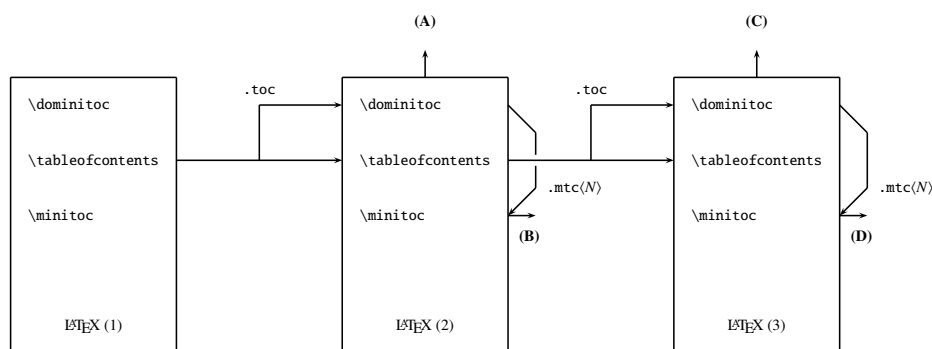 (A) (C)
.toc .toc
\dominitoc \dominitoc \dominitoc
\tableofcontents \tableofcontents \tableofcontents
.mtc⟨N⟩ .mtc⟨N⟩
\minitoc \minitoc \minitoc
(B) (D)
LATEX (1) LATEX (2) LATEX (3)